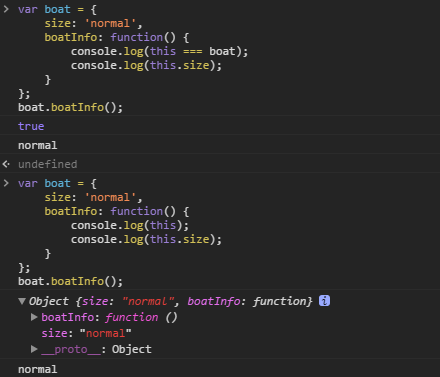 > var boat = {
    size: 'normal',
    boatInfo: function() {
        console.log(this === boat);
        console.log(this.size);
    }
};
boat.boatInfo();
true
normal
undefined
> var boat = {
    size: 'normal',
    boatInfo: function() {
        console.log(this);
        console.log(this.size);
    }
};
boat.boatInfo();
▼ Object {size: "normal", boatInfo: function} i
▶ boatInfo: function ()
size: "normal"
▶ __proto__: Object
normal